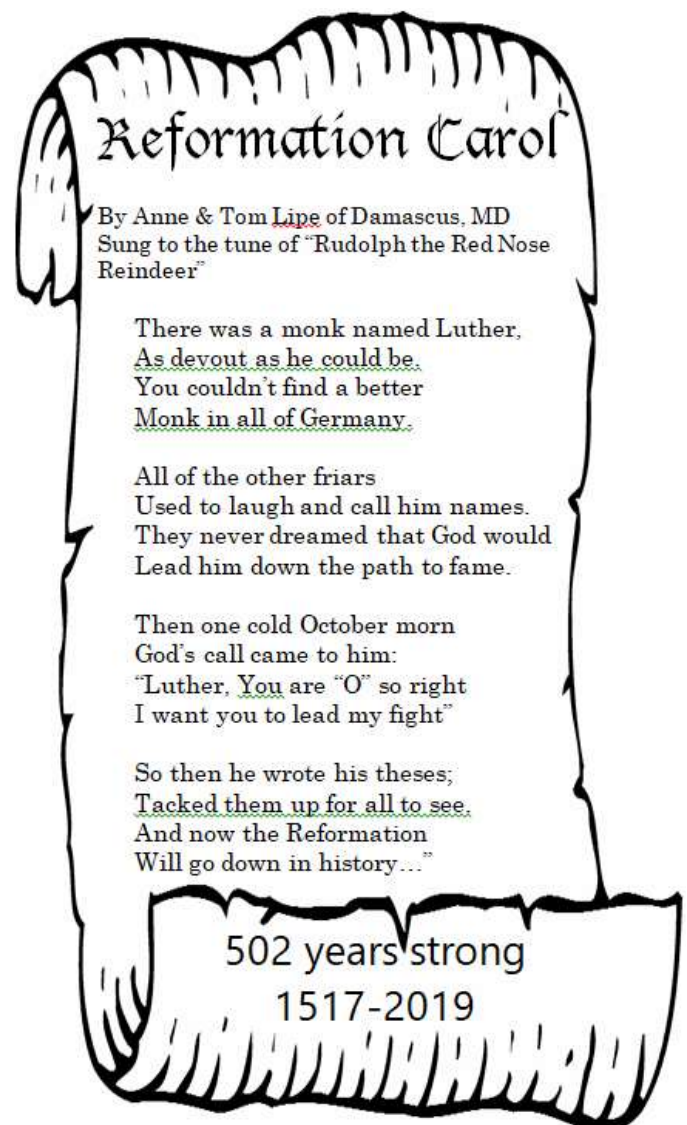 Reformation Carol
By Anne & Tom Lipe of Damascus, MD
Sung to the tune of “Rudolph the Red Nose
Reindeer”
There was a monk named Luther,
As devout as he could be.
You couldn’t find a better
Monk in all of Germany.
All of the other friars
Used to laugh and call him names.
They never dreamed that God would
Lead him down the path to fame.
Then one cold October morn
God’s call came to him:
“Luther, You are “O” so right
I want you to lead my fight”
So then he wrote his theses;
Tacked them up for all to see.
And now the Reformation
Will go down in history…”
502 years strong
1517-2019